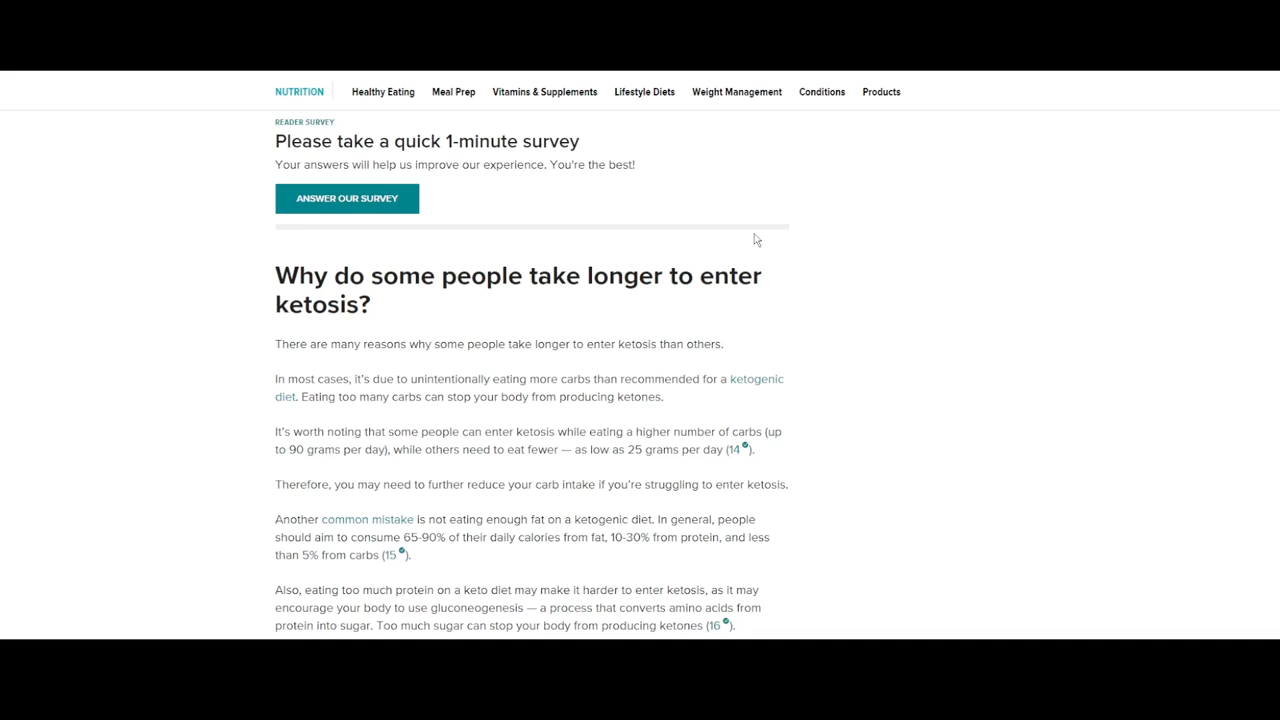 NUTRITION Healthy Eating Meal Prep Vitamins & Supplements Lifestyle Diets Weight Management Conditions Products
READER SURVEY
Please take a quick 1-minute survey
Your answers will help us improve our experience. You're the best!
ANSWER OUR SURVEY
Why do some people take longer to enter
ketosis?
There are many reasons why some people take longer to enter ketosis than others.
In most cases, it's due to unintentionally eating more carbs than recommended for a ketogenic
diet. Eating too many carbs can stop your body from producing ketones.
It's worth noting that some people can enter ketosis while eating a higher number of carbs (up
to 90 grams per day), while others need to eat fewer — as low as 25 grams per day (14).
Therefore, you may need to further reduce your carb intake if you're struggling to enter ketosis.
Another common mistake is not eating enough fat on a ketogenic diet. In general, people
should aim to consume 65-90% of their daily calories from fat, 10-30% from protein, and less
than 5% from carbs (15).
Also, eating too much protein on a keto diet may make it harder to enter ketosis, as it may
encourage your body to use gluconeogenesis — a process that converts amino acids from
protein into sugar. Too much sugar can stop your body from producing ketones (16).